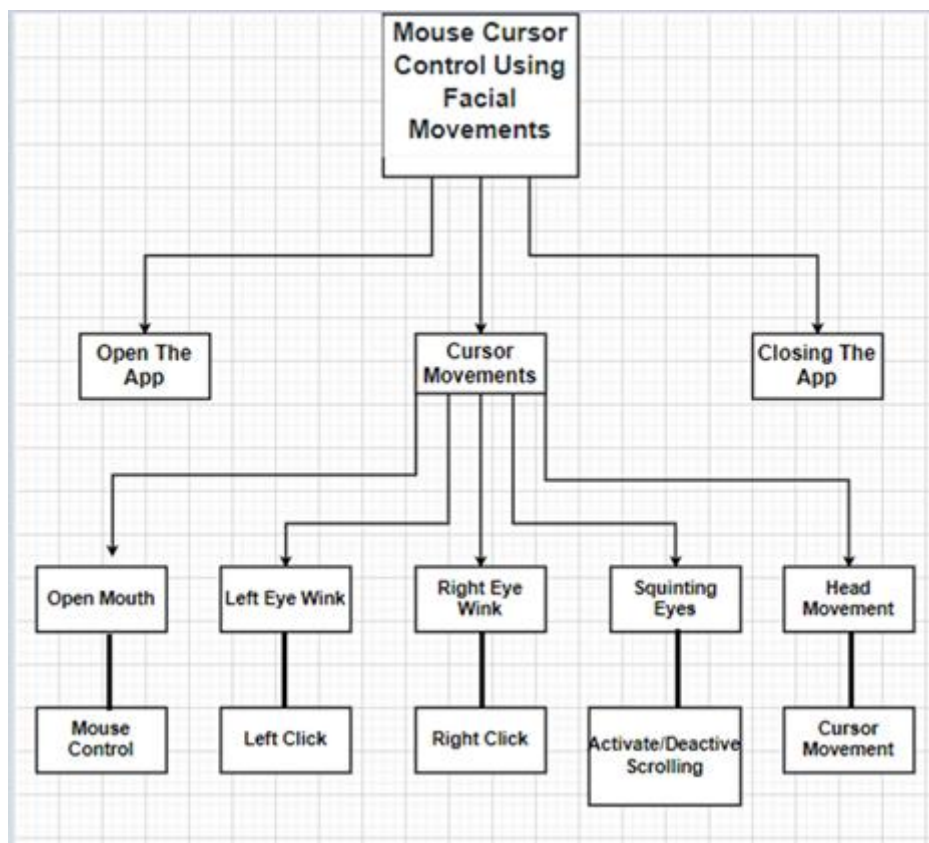 Mouse Cursor
Control Using
Facial
Movements
Open The
App
Cursor
Movements
Closing The
App
Open Mouth
Left Eye Wink
Right Eye
Wink
Squinting
Eyes
Head
Movement
Mouse
Control
Left Click
Right Click
Activate/Deactive
Scrolling
Cursor
Movement